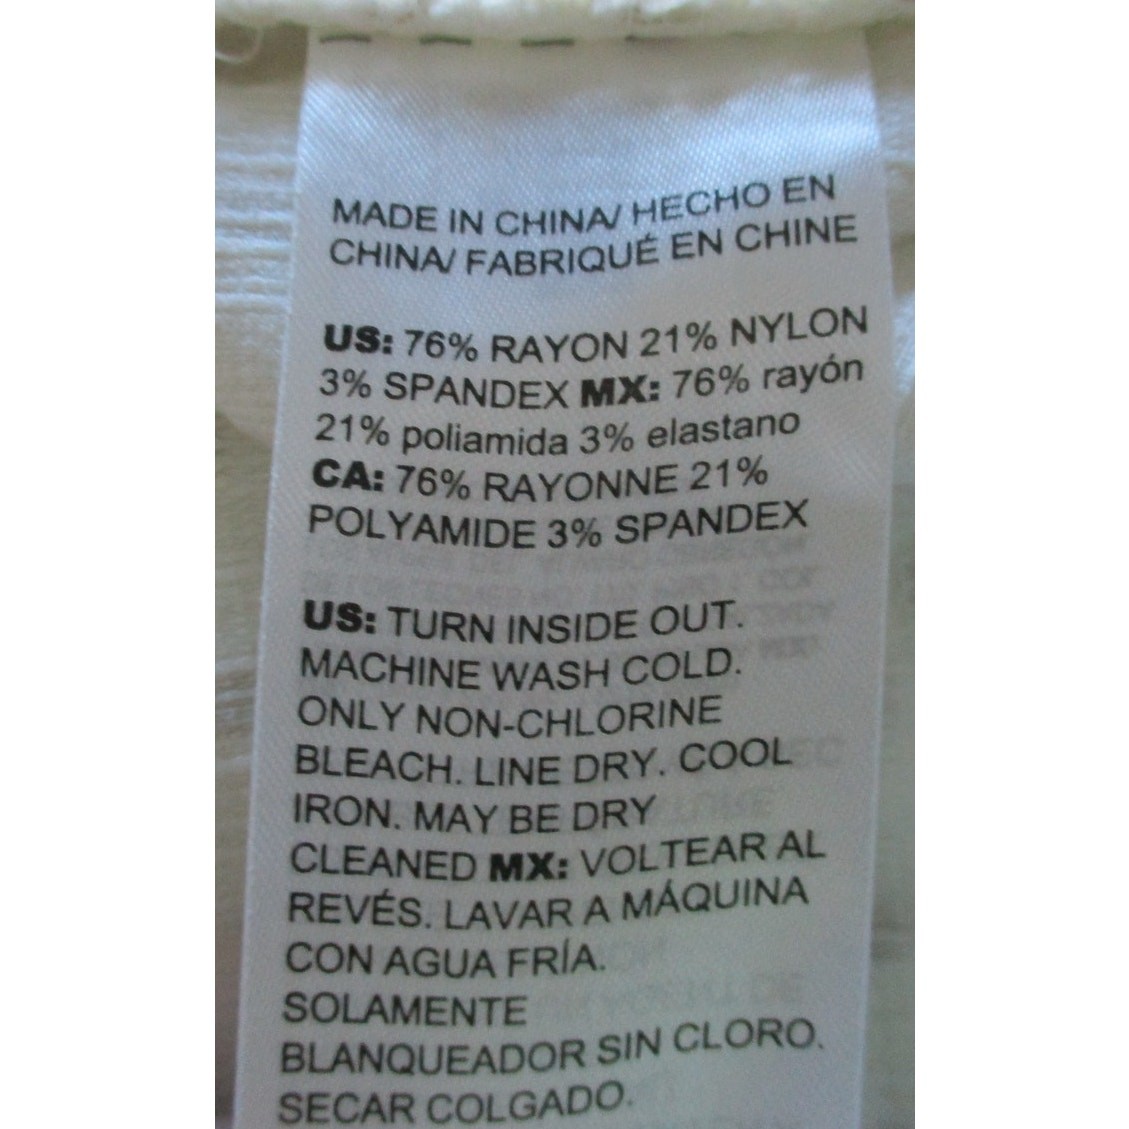 MADE IN CHINA/ HECHO EN
CHINA/ FABRIQUÉ EN CHINE
US: 76% RAYON 21% NYLON
3% SPANDEX MX: 76% rayón
21% poliamida 3% elastano
CA: 76% RAYONNE 21%
POLYAMIDE 3% SPANDEX
US: TURN INSIDE OUT.
MACHINE WASH COLD.
ONLY NON-CHLORINE
BLEACH. LINE DRY. COOL
IRON. MAY BE DRY
CLEANED MX: VOLTEAR AL
REVÉS. LAVAR A MÁQUINA
CON AGUA FRÍA.
SOLAMENTE
BLANQUEADOR SIN CLORO.
SECAR COLGADO.